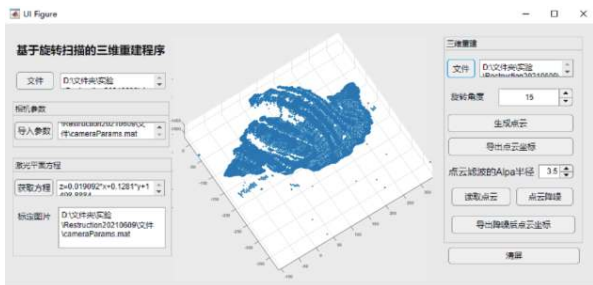 UI Figure
基于旋转扫描的三维重建程序
文件
D:\文件夹\实验
相机参数
导入参数
\Restruction20210609\文
件\cameraParams.mat
激光平面方程
获取方程
z=0.019092*x+0.1281*y+1
标定图片
D:\文件夹\实验
\Restruction20210609\文件
\cameraParams.mat
三维重建
文件
D:\文件夹\实验
\Restruction20210609\
旋转角度
15
生成点云
导出点云坐标
点云滤波的Alpa半径
3.5
读取点云
点云降噪
导出降噪后点云坐标
清屏